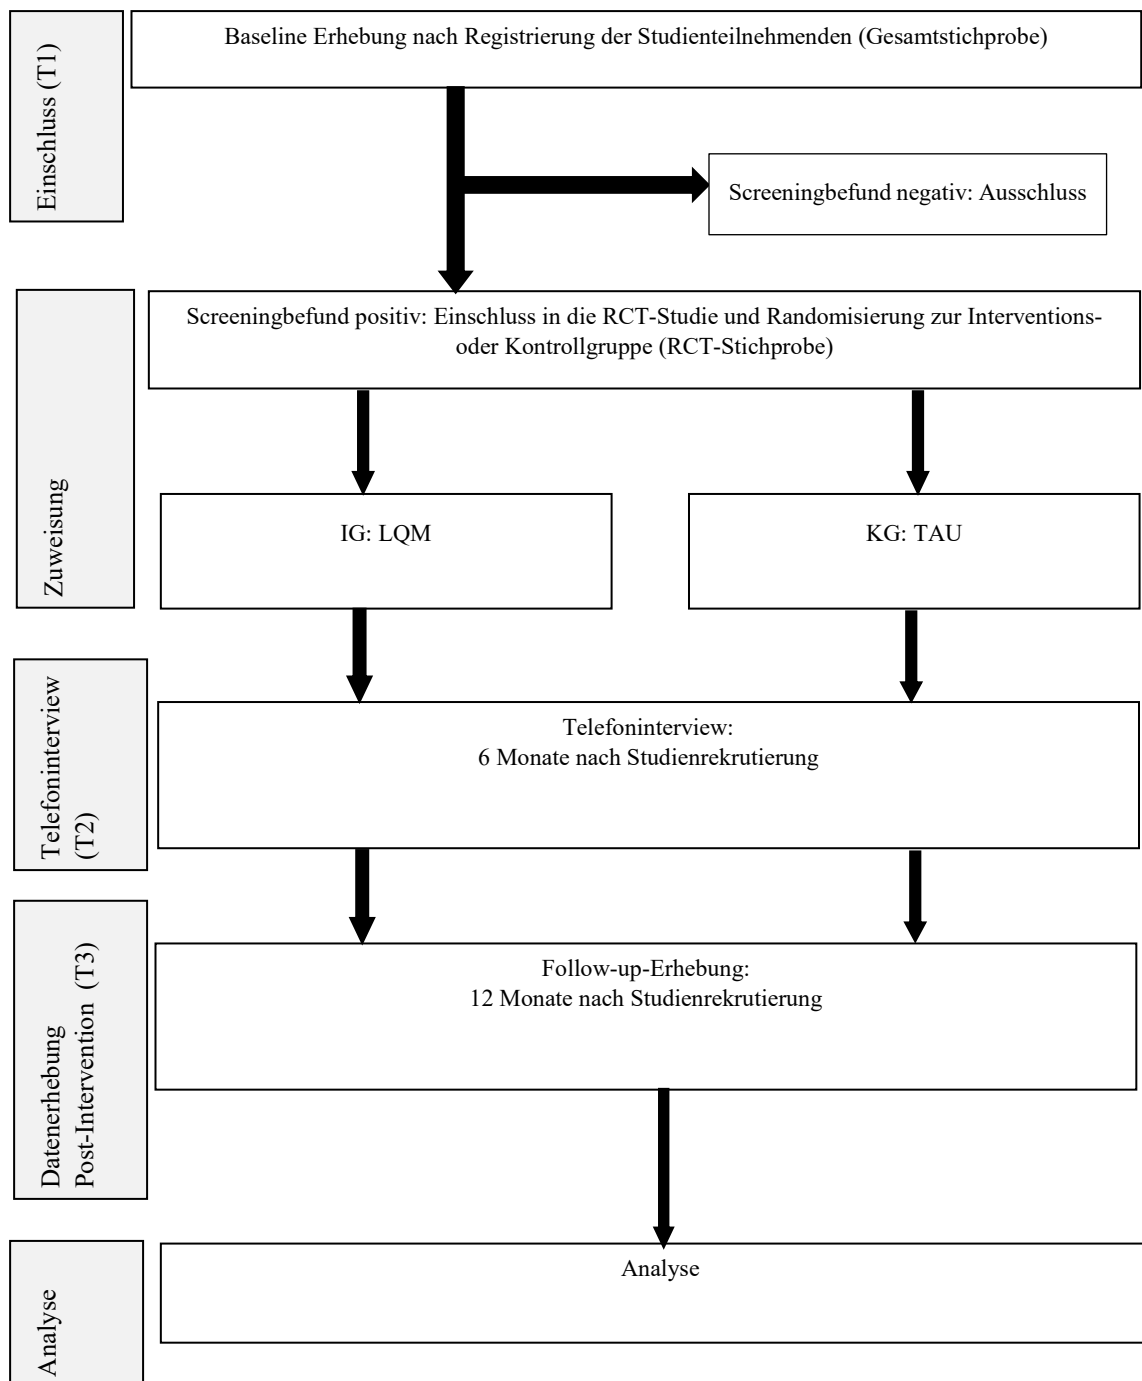 Einschluss (T1)
Baseline Erhebung nach Registrierung der Studienteilnehmenden (Gesamtstichprobe)
Screeningbefund negativ: Ausschluss
Zuweisung
Screeningbefund positiv: Einschluss in die RCT-Studie und Randomisierung zur Interventions-
oder Kontrollgruppe (RCT-Stichprobe)
IG: LQM
KG: TAU
Telefoninterview
(T2)
Telefoninterview:
6 Monate nach Studienrekrutierung
Datenerhebung
Post-Intervention (T3)
Follow-up-Erhebung:
12 Monate nach Studienrekrutierung
Analyse
Analyse